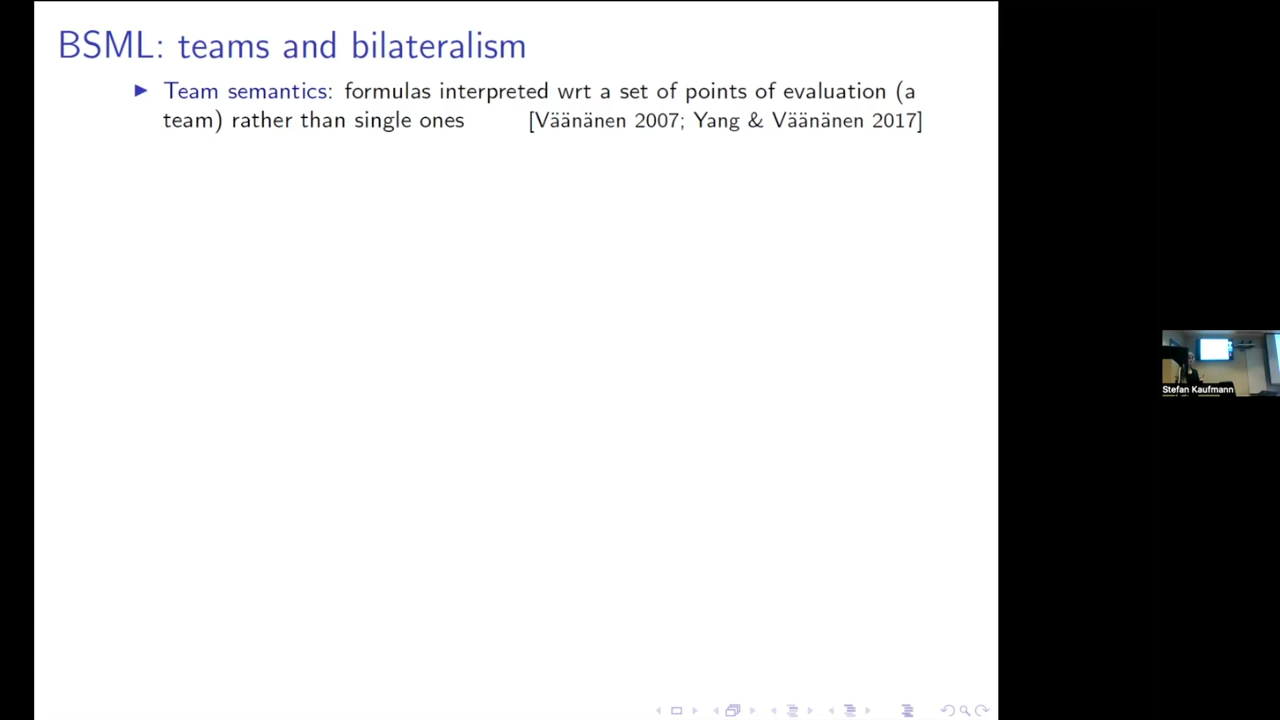 BSML: teams and bilateralism
▶ Team semantics: formulas interpreted wrt a set of points of evaluation (a
team) rather than single ones [Väänänen 2007; Yang & Väänänen 2017]
Stefan Kaufmann